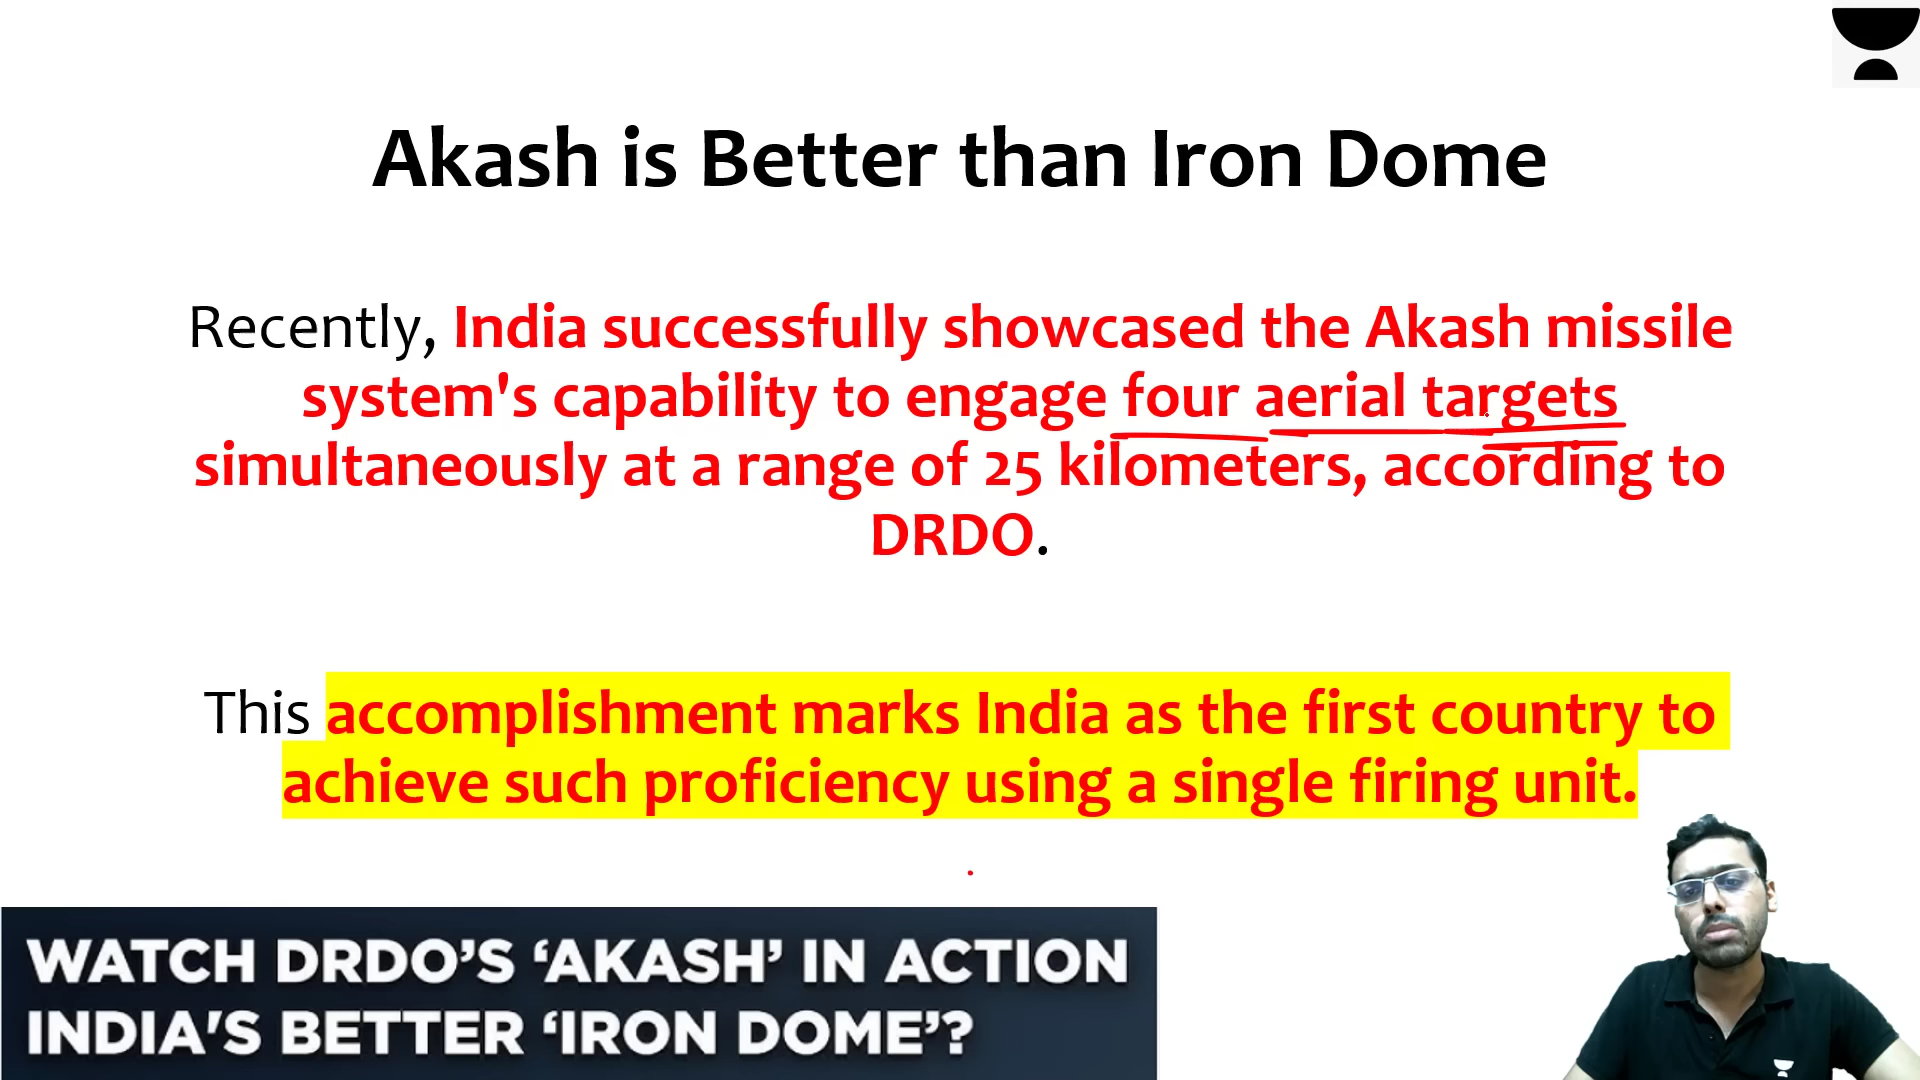 Akash is Better than Iron Dome
Recently, India successfully showcased the Akash missile
system's capability to engage four aerial targets
simultaneously at a range of 25 kilometers, according to
DRDO.
This accomplishment marks India as the first country to
achieve such proficiency using a single firing unit.
WATCH DRDO’S ‘AKASH’ IN ACTION
INDIA'S BETTER ‘IRON DOME’?